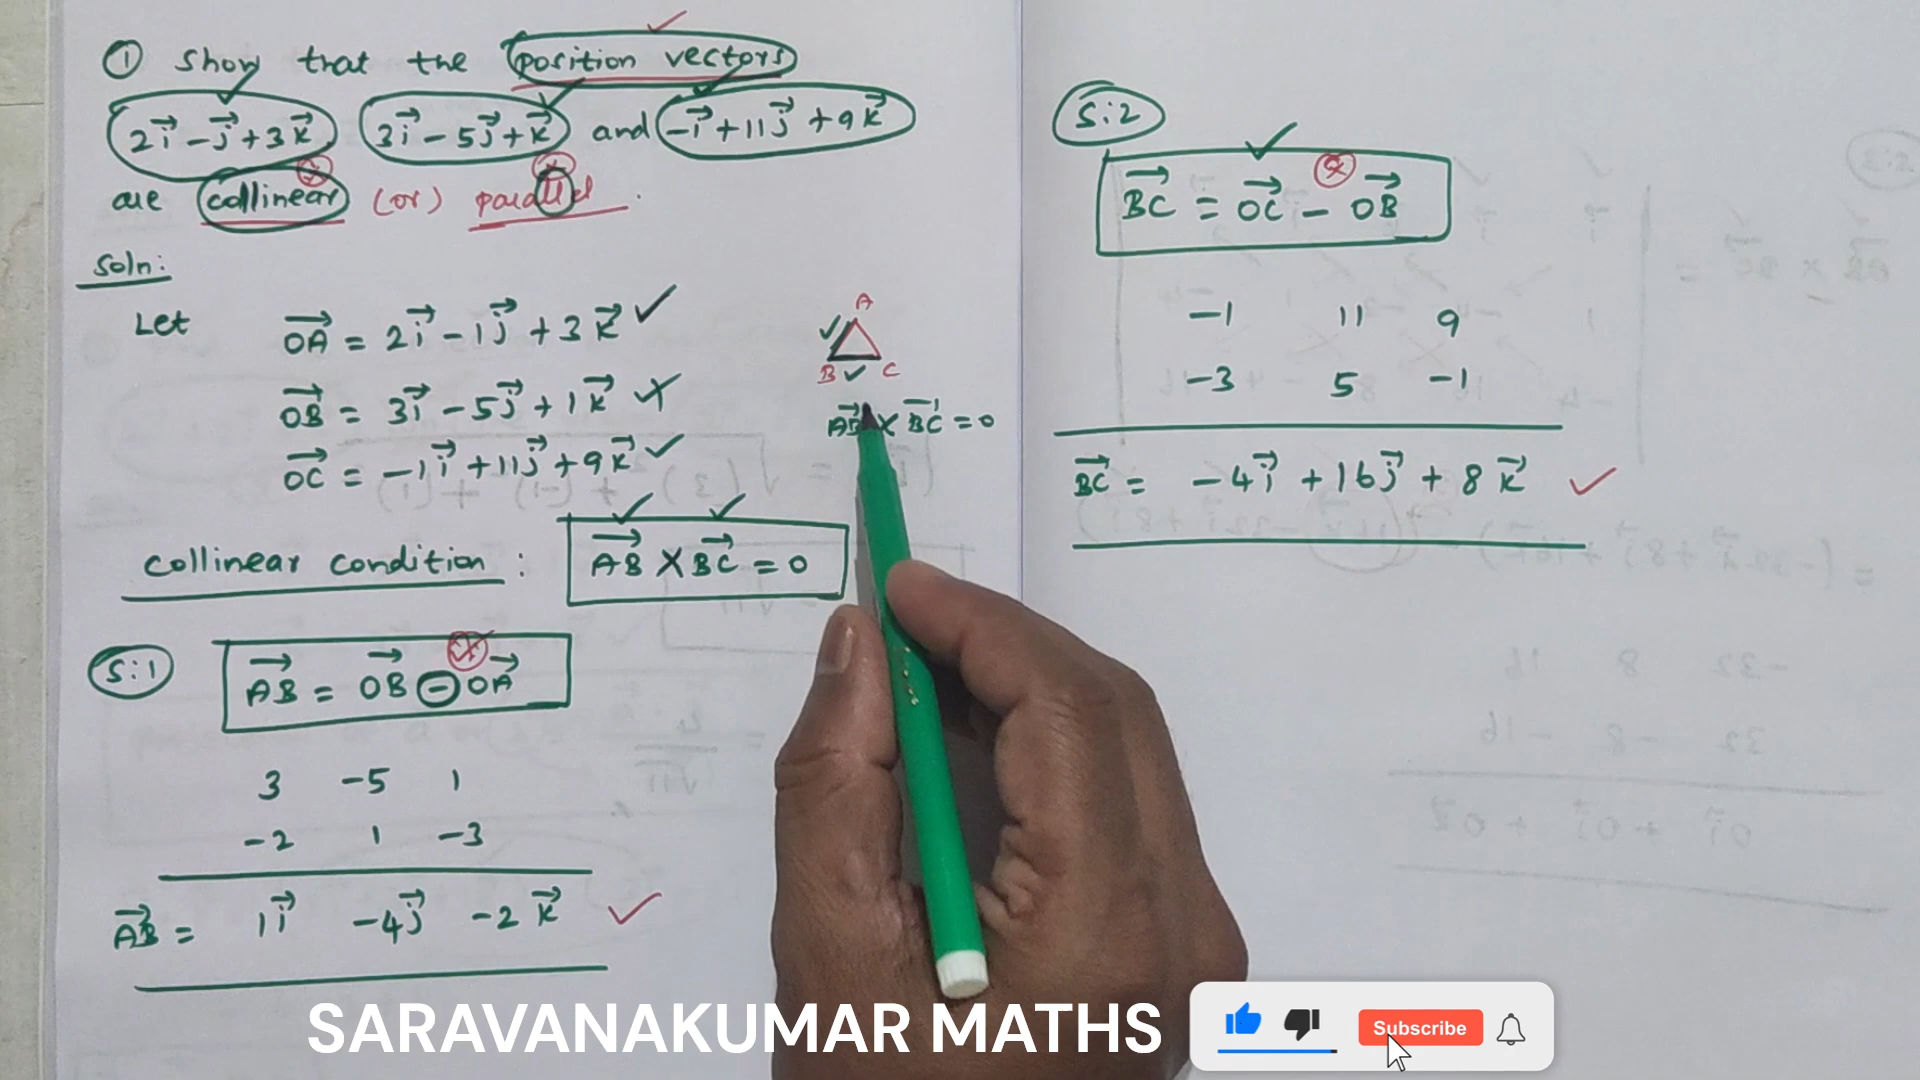 ① Show that the position vectors
2i⃗ - j⃗ + 3k⃗  3i⃗ - 5j⃗ + k⃗ and -i⃗ + 11j⃗ + 9k⃗
are collinear (or) parallel.
Soln:
Let OA⃗ = 2i⃗ - 1j⃗ + 3k⃗
OB⃗ = 3i⃗ - 5j⃗ + 1k⃗
OC⃗ = -1i⃗ + 11j⃗ + 9k⃗
A
B C
AB⃗ × BC⃗ = 0
collinear condition : AB⃗ × BC⃗ = 0
S:1 AB⃗ = OB⃗ - OA⃗
3 -5 1
-2 1 -3
AB⃗ = 1i⃗ -4j⃗ -2k⃗
S:2
BC⃗ = OC⃗ - OB⃗
-1 11 9
-3 5 -1
BC⃗ = -4i⃗ + 16j⃗ + 8k⃗
SARAVANAKUMAR MATHS
Subscribe